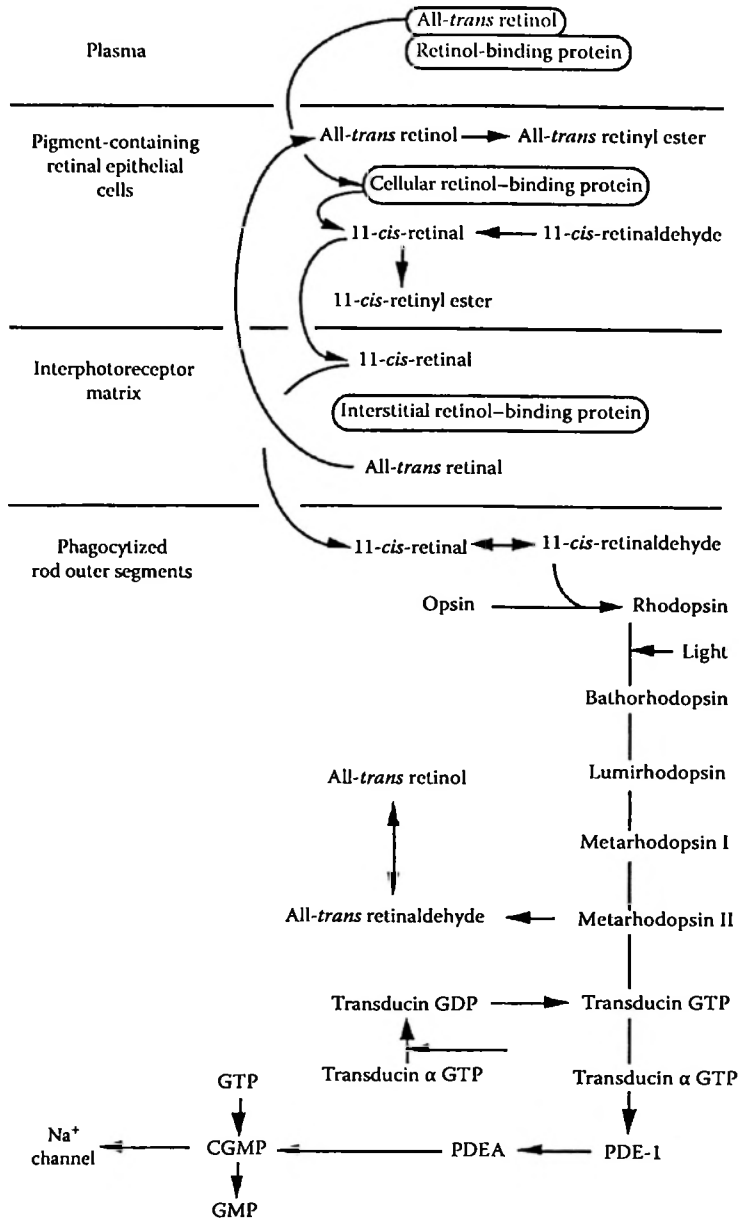 All-trans retinol
Plasma
Retinol-binding protein
Pigment-containing
retinal epithelial
cells
All-trans retinol
All-trans retinyl ester
Cellular retinol–binding protein
11-cis-retinal
11-cis-retinaldehyde
11-cis-retinyl ester
Interphotoreceptor
matrix
11-cis-retinal
Interstitial retinol–binding protein
All-trans retinal
Phagocytized
rod outer segments
11-cis-retinal
11-cis-retinaldehyde
Opsin
Rhodopsin
Light
Bathorhodopsin
All-trans retinol
Lumirhodopsin
Metarhodopsin I
All-trans retinaldehyde
Metarhodopsin II
Transducin GDP
Transducin GTP
Transducin α GTP
Transducin α GTP
GTP
Na+
channel
CGMP
PDEA
PDE-1
GMP